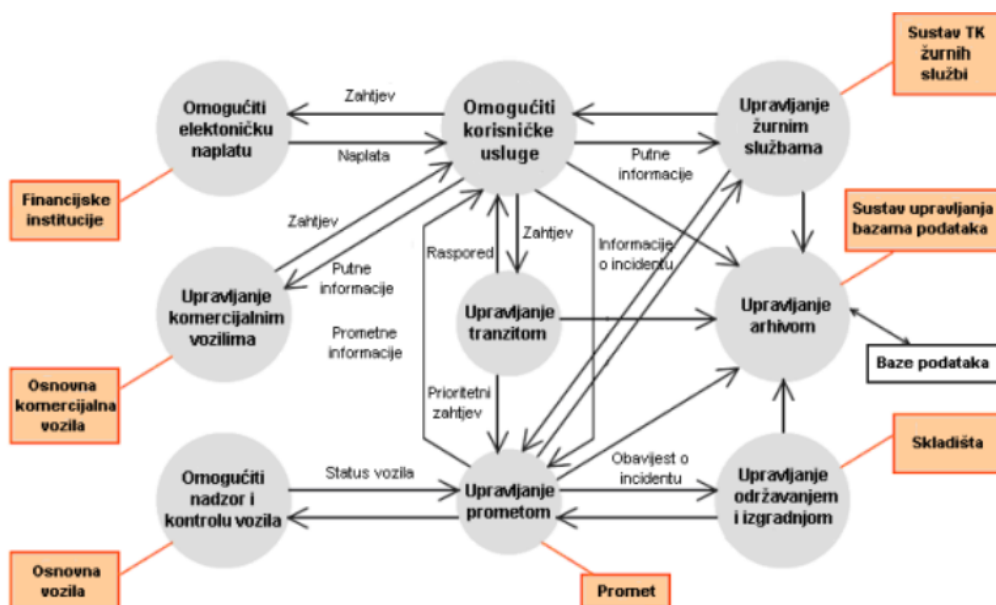 Sustav TK
žurnih
službi
Omogućiti
elektoničku
naplatu
Zahtjev
Naplata
Omogućiti
korisničke
usluge
Upravljanje
žurnim
službama
Putne
informacije
Financijske
institucije
Zahtjev
Putne
informacije
Raspored
Zahtjev
Informacije
o incidentu
Sustav upravljanja
bazama podataka
Upravljanje
komercijalnim
vozilima
Prometne
informacije
Upravljanje
tranzitom
Upravljanje
arhivom
Baze podataka
Osnovna
komercijalna
vozila
Prioritetni
zahtjev
Skladišta
Omogućiti
nadzor i
kontrolu vozila
Status vozila
Upravljanje
prometom
Obavijest o
incidentu
Upravljanje
održavanjem
i izgradnjom
Osnovna
vozila
Promet